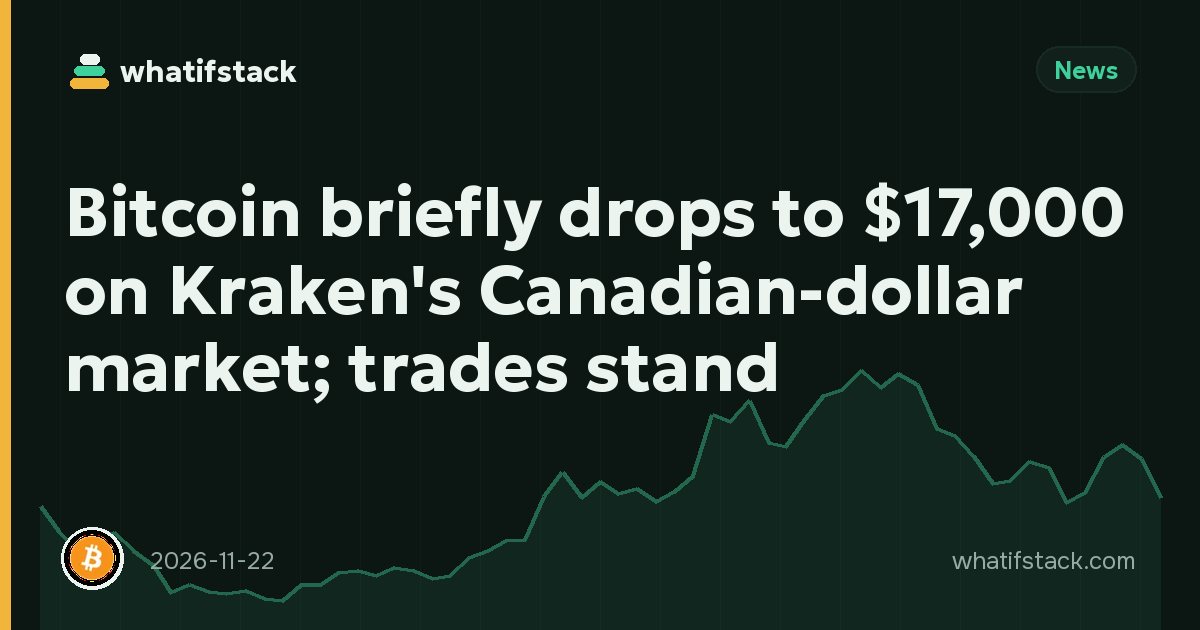 whatifstack
News
Bitcoin briefly drops to $17,000
on Kraken's Canadian-dollar
market; trades stand
2026-11-22
whatifstack.com